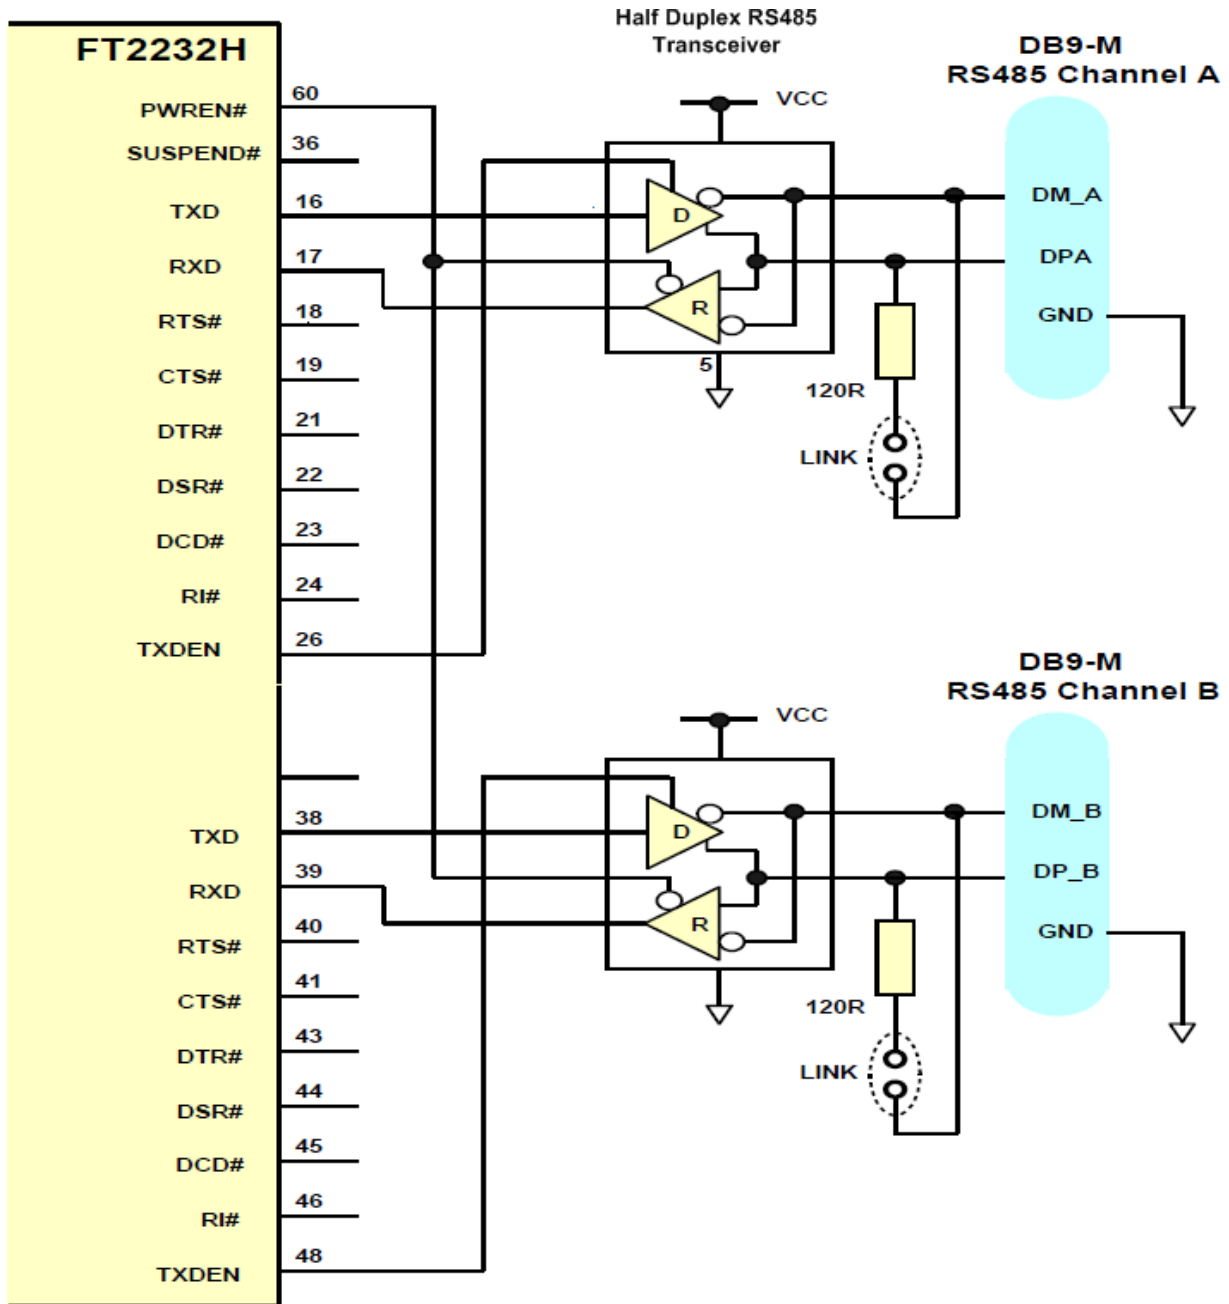 Half Duplex RS485
Transceiver
FT2232H
DB9-M
RS485 Channel A
PWREN#
60
VCC
SUSPEND#
36
TXD
16
D
DM_A
RXD
17
DPA
RTS#
18
R
GND
CTS#
19
5
120R
DTR#
21
LINK
DSR#
22
DCD#
23
RI#
24
TXDEN
26
DB9-M
RS485 Channel B
VCC
TXD
38
D
DM_B
RXD
39
DP_B
RTS#
40
R
GND
CTS#
41
120R
DTR#
43
LINK
DSR#
44
DCD#
45
RI#
46
TXDEN
48